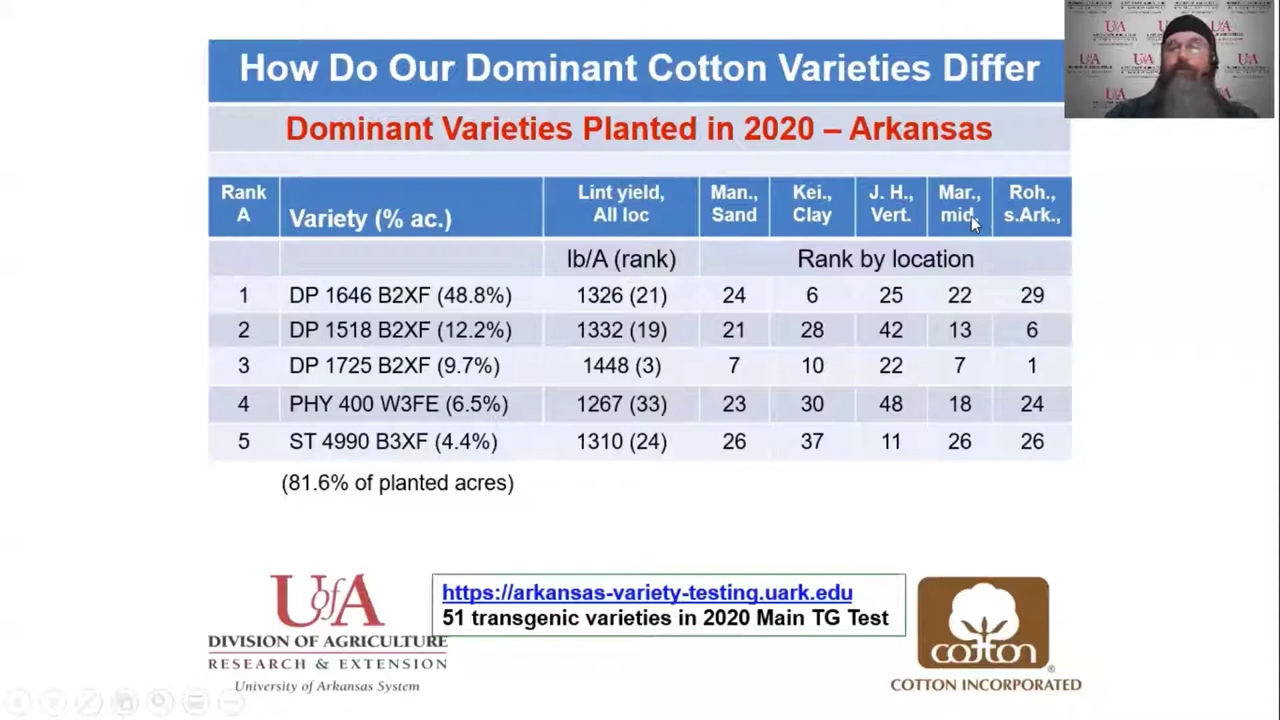 How Do Our Dominant Cotton Varieties Differ
Dominant Varieties Planted in 2020 – Arkansas
Rank A Variety (% ac.) Lint yield, All loc Man., Sand Kei., Clay J. H., Vert. Mar., mid. Roh., s.Ark.,
lb/A (rank) Rank by location
1 DP 1646 B2XF (48.8%) 1326 (21) 24 6 25 22 29
2 DP 1518 B2XF (12.2%) 1332 (19) 21 28 42 13 6
3 DP 1725 B2XF (9.7%) 1448 (3) 7 10 22 7 1
4 PHY 400 W3FE (6.5%) 1267 (33) 23 30 48 18 24
5 ST 4990 B3XF (4.4%) 1310 (24) 26 37 11 26 26
(81.6% of planted acres)
UofA
DIVISION OF AGRICULTURE
RESEARCH & EXTENSION
University of Arkansas System
https://arkansas-variety-testing.uark.edu
51 transgenic varieties in 2020 Main TG Test
cotton
®
COTTON INCORPORATED